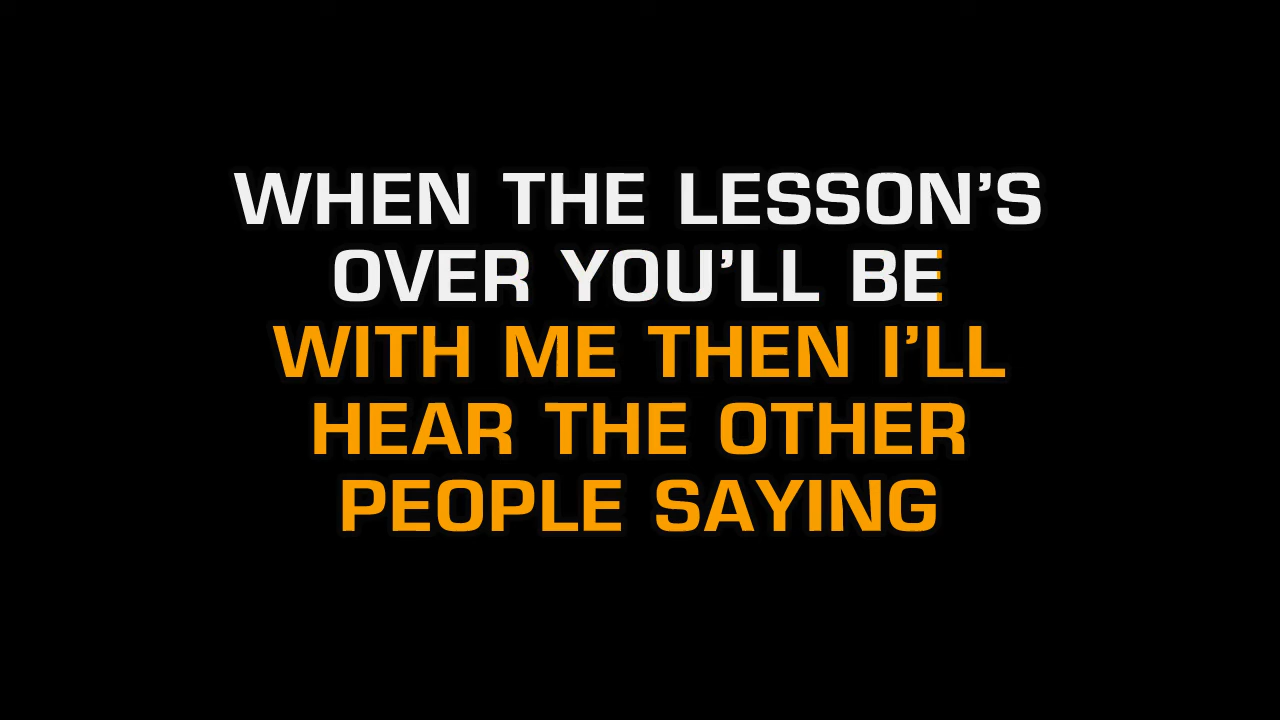 WHEN THE LESSON’S
OVER YOU’LL BE
WITH ME THEN I’LL
HEAR THE OTHER
PEOPLE SAYING